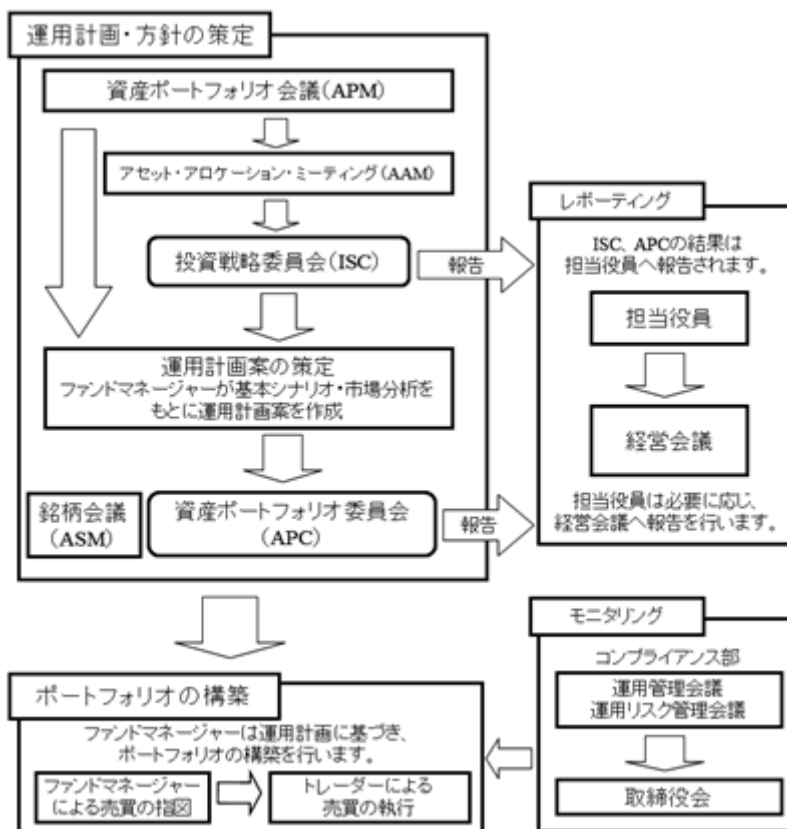 運用計画・方針の策定
資産ポートフォリオ会議(APM)
アセット・アロケーション・ミーティング(AAM)
投資戦略委員会(ISC)
報告
運用計画案の策定
ファンドマネージャーが基本シナリオ・市場分析を
もとに運用計画案を作成
銘柄会議
(ASM)
資産ポートフォリオ委員会
(APC)
報告
レポーティング
ISC、APCの結果は
担当役員へ報告されます。
担当役員
経営会議
担当役員は必要に応じ、
経営会議へ報告を行います。
ポートフォリオの構築
ファンドマネージャーは運用計画に基づき、
ポートフォリオの構築を行います。
ファンドマネージャー
による売買の指図
トレーダーによる
売買の執行
モニタリング
コンプライアンス部
運用管理会議
運用リスク管理会議
取締役会